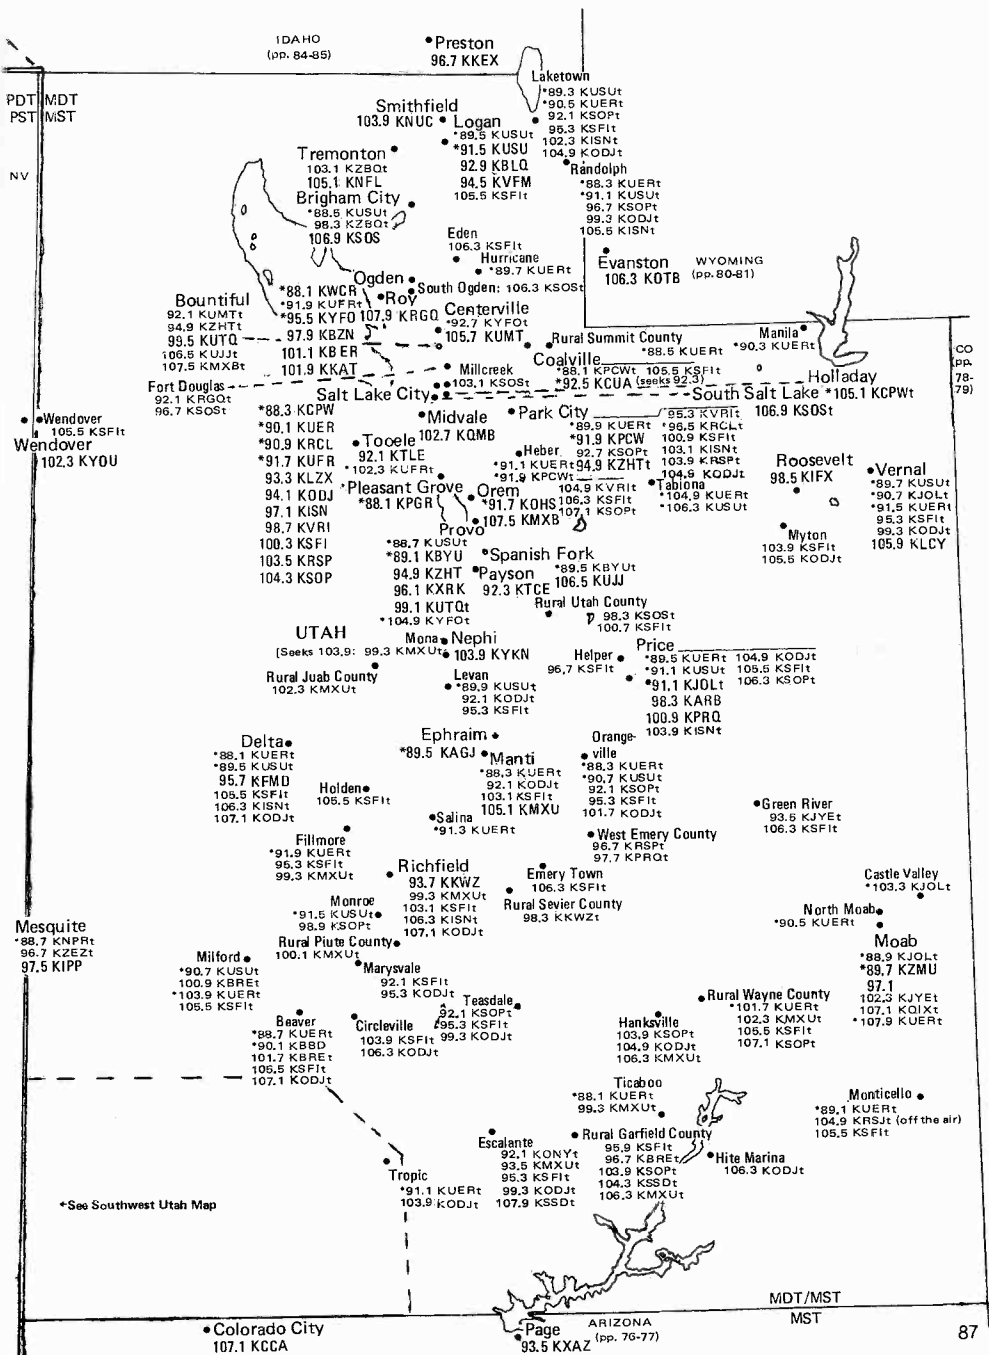 IDAHO
(pp. 84-85)
*Preston
96.7 KKEX
PDT MDT
PST MST
NV
Laketown
*89.3 KUSUt
*90.5 KUERt
92.1 KSOPt
95.3 KSFIt
102.3 KISNt
104.9 KODJt
Smithfield
103.9 KNUC
Logan
*89.5 KUSUt
*91.5 KUSU
92.9 KBLQ
94.5 KVFM
105.5 KSFIt
Tremonton
103.1 KZBQt
105.1 KNFL
Randolph
*88.3 KUERt
*91.1 KUSUt
96.7 KSOPt
99.3 KODJt
105.5 KISNt
Brigham City
*88.5 KUSUt
98.3 KZBQt
106.9 KSOS
Eden
106.3 KSFIt
Hurricane
*89.7 KUERt
Evanston
106.3 KOTB
WYOMING
(pp. 80-81)
Ogden
*88.1 KWCR
*91.9 KUFRt
*95.5 KYFO
97.9 KBZN
101.1 KBER
101.9 KKAT
Roy
107.9 KRGQ
South Ogden: 106.3 KSOSt
Bountiful
92.1 KUMTt
94.9 KZHTt
99.5 KUTQ
106.5 KUJJt
107.5 KMXBt
Centerville
*92.7 KYFOt
105.7 KUMT
Rural Summit County
*88.5 KUERt
Manila
*90.3 KUERt
CO
(pp.
78-
79)
Coalville
*88.1 KPCWt 105.5 KSFIt
*92.5 KCUA (seeks 92.3)
Fort Douglas
92.1 KRGQt
96.7 KSOSt
Millcreek
103.1 KSOSt
Holladay
*105.1 KCPWt
Salt Lake City
*88.3 KCPW
*90.1 KUER
*90.9 KRCL
*91.7 KUFR
93.3 KLZX
94.1 KODJ
97.1 KISN
98.7 KVRI
100.3 KSFI
103.5 KRSP
104.3 KSOP
South Salt Lake
106.9 KSOSt
Wendover
105.5 KSFIt
Wendover
102.3 KYOU
Midvale
102.7 KQMB
Park City
*89.9 KUERt
*91.9 KPCW
92.7 KSOPt
94.9 KZHTt
95.3 KVRIt
*96.5 KRCLt
100.9 KSFIt
103.1 KISNt
103.9 KRSPt
104.6 KODJt
Tooele
92.1 KTLE
*102.3 KUFRt
Heber
*91.1 KUERt
*91.9 KPCWt
104.9 KVRIt
106.3 KSFIt
107.1 KSOPt
Roosevelt
98.5 KIFX
Vernal
*89.7 KUSUt
*90.7 KJOLt
*91.5 KUERt
95.3 KSFIt
99.3 KODJt
105.9 KLCY
Pleasant Grove
*88.1 KPGR
Orem
*91.7 KOHS
107.5 KMXB
Tabiona
*104.9 KUERt
*106.3 KUSUt
Provo
*88.7 KUSUt
*89.1 KBYU
94.9 KZHT
96.1 KXRK
99.1 KUTQt
*104.9 KYFOt
Myton
103.9 KSFIt
105.5 KODJt
Spanish Fork
*89.5 KBYUt
106.5 KUJJ
Payson
92.3 KTCE
Rural Utah County
98.3 KSOSt
100.7 KSFIt
UTAH
Mona
(Seeks 103.9: 99.3 KMXUt
Nephi
103.9 KYKN
Helper
96.7 KSFIt
Price
*89.5 KUERt 104.9 KODJt
*91.1 KUSUt 105.5 KSFIt
*91.1 KJOLt 106.3 KSOPt
98.3 KARB
100.9 KPRQ
103.9 KISNt
Rural Juab County
102.3 KMXUt
Levan
*89.9 KUSUt
92.1 KODJt
95.3 KSFIt
Delta
*88.1 KUERt
*89.5 KUSUt
95.7 KFMD
105.5 KSFIt
106.3 KISNt
107.1 KODJt
Ephraim
*89.5 KAGJ
Manti
*88.3 KUERt
92.1 KODJt
103.1 KSFIt
105.1 KMXU
Orange-
ville
*88.3 KUERt
*90.7 KUSUt
92.1 KSOPt
95.3 KSFIt
101.7 KODJt
Holden
105.5 KSFIt
Salina
*91.3 KUERt
Green River
93.5 KJYEt
106.3 KSFIt
Fillmore
*91.9 KUERt
95.3 KSFIt
99.3 KMXUt
West Emery County
96.7 KRSPt
97.7 KPRQt
Richfield
93.7 KKWZ
99.3 KMXUt
103.1 KSFIt
106.3 KISNt
107.1 KODJt
Emery Town
106.3 KSFIt
Castle Valley
*103.3 KJOLt
Monroe
*91.5 KUSUt
98.9 KSOPt
Rural Sevier County
98.3 KKWZt
North Moab
*90.5 KUERt
Mesquite
*88.7 KNPRt
96.7 KZEZt
97.5 KIPP
Rural Piute County
100.1 KMXUt
Moab
*88.9 KJOLt
*89.7 KZMU
97.1
102.3 KJYEt
107.1 KQIXt
*107.9 KUERt
Milford
*90.7 KUSUt
100.9 KBREt
*103.9 KUERt
105.5 KSFIt
Marysvale
92.1 KSFIt
95.3 KODJt
Teasdale
92.1 KSOPt
95.3 KSFIt
99.3 KODJt
Rural Wayne County
*101.7 KUERt
102.3 KMXUt
105.5 KSFIt
107.1 KSOPt
Beaver
*88.7 KUERt
*90.1 KBBD
101.7 KBREt
105.5 KSFIt
107.1 KODJt
Circleville
103.9 KSFIt
106.3 KODJt
Hanksville
103.9 KSOPt
104.9 KODJt
106.3 KMXUt
Ticaboo
*88.1 KUERt
99.3 KMXUt
Monticello
*89.1 KUERt
104.9 KRSJt (off the air)
105.5 KSFIt
Escalante
92.1 KONYt
93.5 KMXUt
95.3 KSFIt
99.3 KODJt
107.9 KSSDt
Rural Garfield County
95.9 KSFIt
96.7 KBREt
103.9 KSOPt
104.3 KSSDt
106.3 KMXUt
Hite Marina
106.3 KODJt
Tropic
*91.1 KUERt
103.9 KODJt
←See Southwest Utah Map
MDT/MST
MST
Colorado City
107.1 KCCA
Page
93.5 KXAZ
ARIZONA
(pp. 76-77)
87